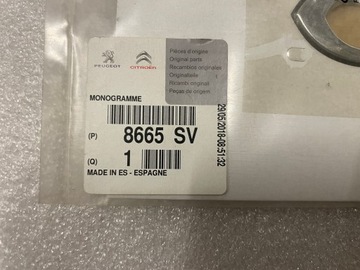 PEUGEOT
CITROËN
Pièces d'origine
Original parts
Recambios originales
Originalteile
Ricambi originali
Peças de origem
MONOGRAMME
(P) 8665 SV
(Q) 1
MADE IN ES - ESPAGNE
29/05/2018-08:51:32